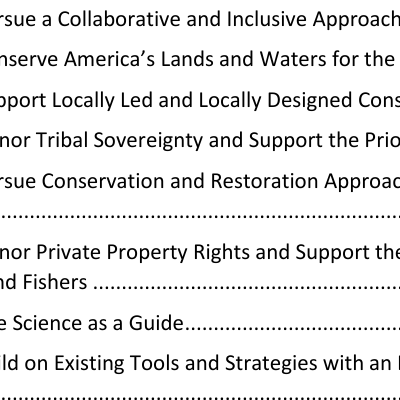 rsue a Collaborative and Inclusive Approach
nserve America’s Lands and Waters for the
pport Locally Led and Locally Designed Cons
nor Tribal Sovereignty and Support the Prio
rsue Conservation and Restoration Approac
................................................................
nor Private Property Rights and Support the
nd Fishers ................................................
e Science as a Guide...................................
ild on Existing Tools and Strategies with an
................................................................